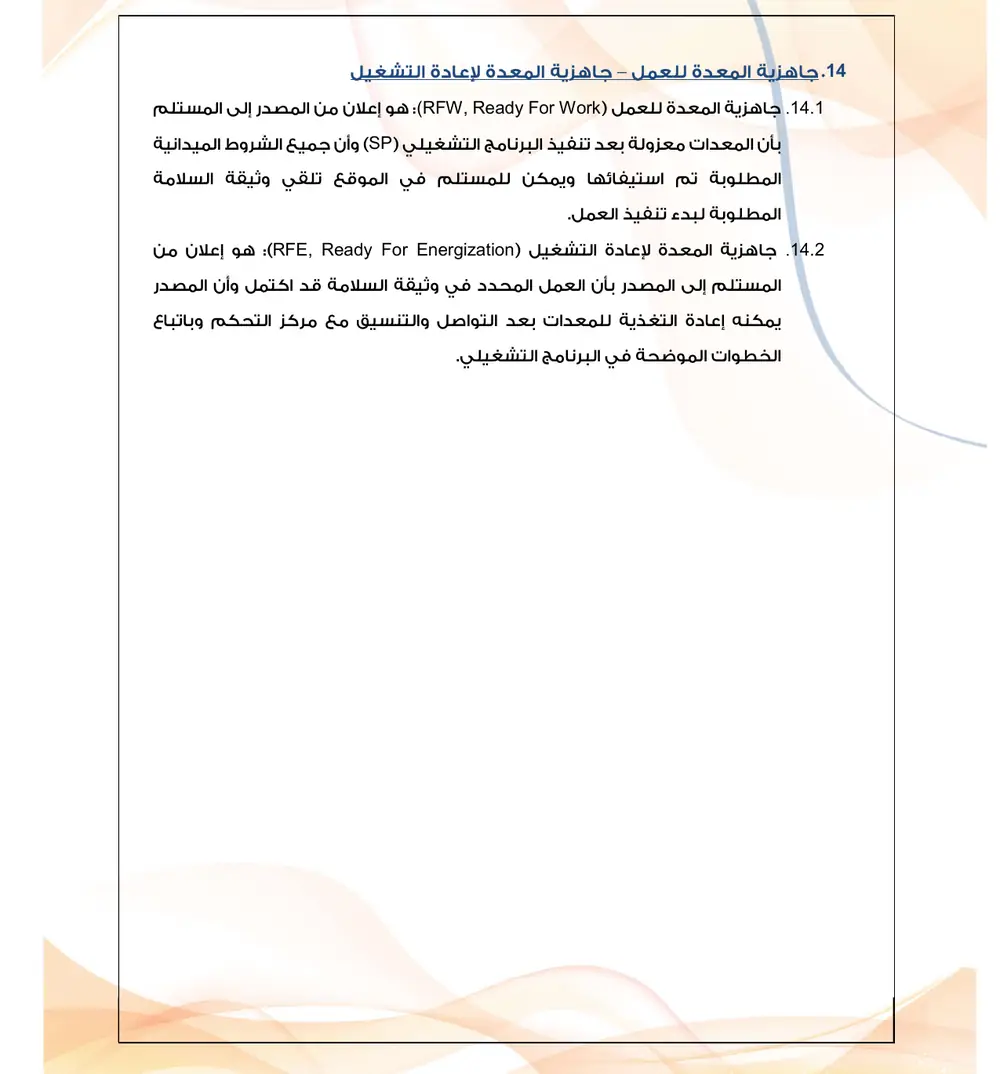 14. جاهزية المعدة للعمل – جاهزية المعدة لإعادة التشغيل
14.1. جاهزية المعدة للعمل (RFW, Ready For Work): هو إعلان من المصدر إلى المستلم
بأن المعدات معزولة بعد تنفيذ البرنامج التشغيلي (SP) وأن جميع الشروط الميدانية
المطلوبة تم استيفائها ويمكن للمستلم في الموقع تلقي وثيقة السلامة
المطلوبة لبدء تنفيذ العمل.
14.2. جاهزية المعدة لإعادة التشغيل (RFE, Ready For Energization): هو إعلان من
المستلم إلى المصدر بأن العمل المحدد في وثيقة السلامة قد اكتمل وأن المصدر
يمكنه إعادة التغذية للمعدات بعد التواصل والتنسيق مع مركز التحكم وباتباع
الخطوات الموضحة في البرنامج التشغيلي.